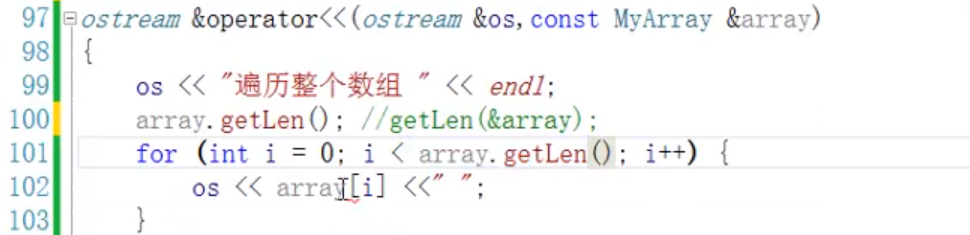 97 ostream &operator<<(ostream &os,const MyArray &array)
98 {
99 os << "遍历整个数组 " << endl;
100 array.getLen(); //getLen(&array);
101 for (int i = 0; i < array.getLen(); i++) {
102 os << array[i] <<" ";
103 }